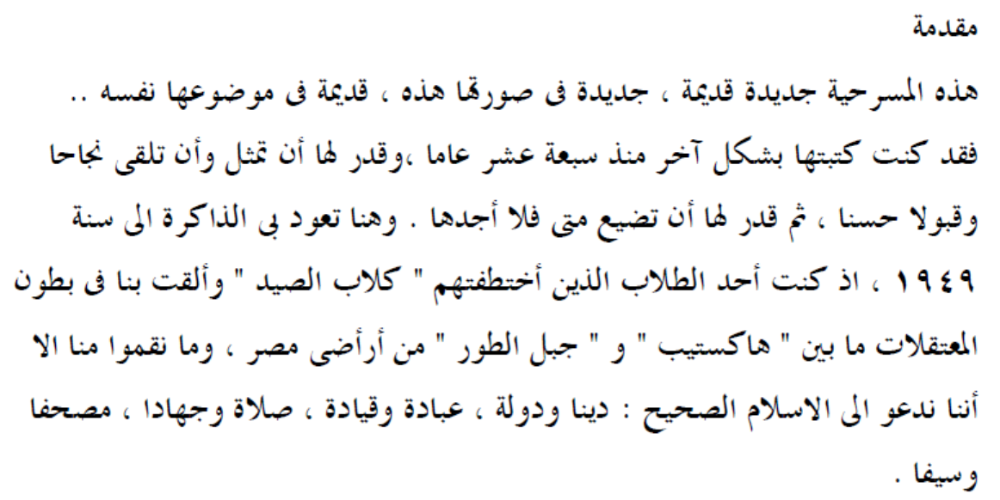 مقدمة
هذه المسرحية جديدة قديمة ، جديدة فى صورتها هذه ، قديمة فى موضوعها نفسه ..
فقد كنت كتبتها بشكل آخر منذ سبعة عشر عاما ،وقدر لها أن تمثل وأن تلقى نجاحا
وقبولا حسنا ، ثم قدر لها أن تضيع متى فلا أجدها . وهنا تعود بى الذاكرة الى سنة
١٩٤٩ ، اذ كنت أحد الطلاب الذين أختطفتهم " كلاب الصيد " وألقت بنا فى بطون
المعتقلات ما بين " هاكستيب " و " جبل الطور " من أرأضى مصر ، وما نقموا منا الا
أننا ندعو الى الاسلام الصحيح : دينا ودولة ، عبادة وقيادة ، صلاة وجهادا ، مصحفا
وسيفا .